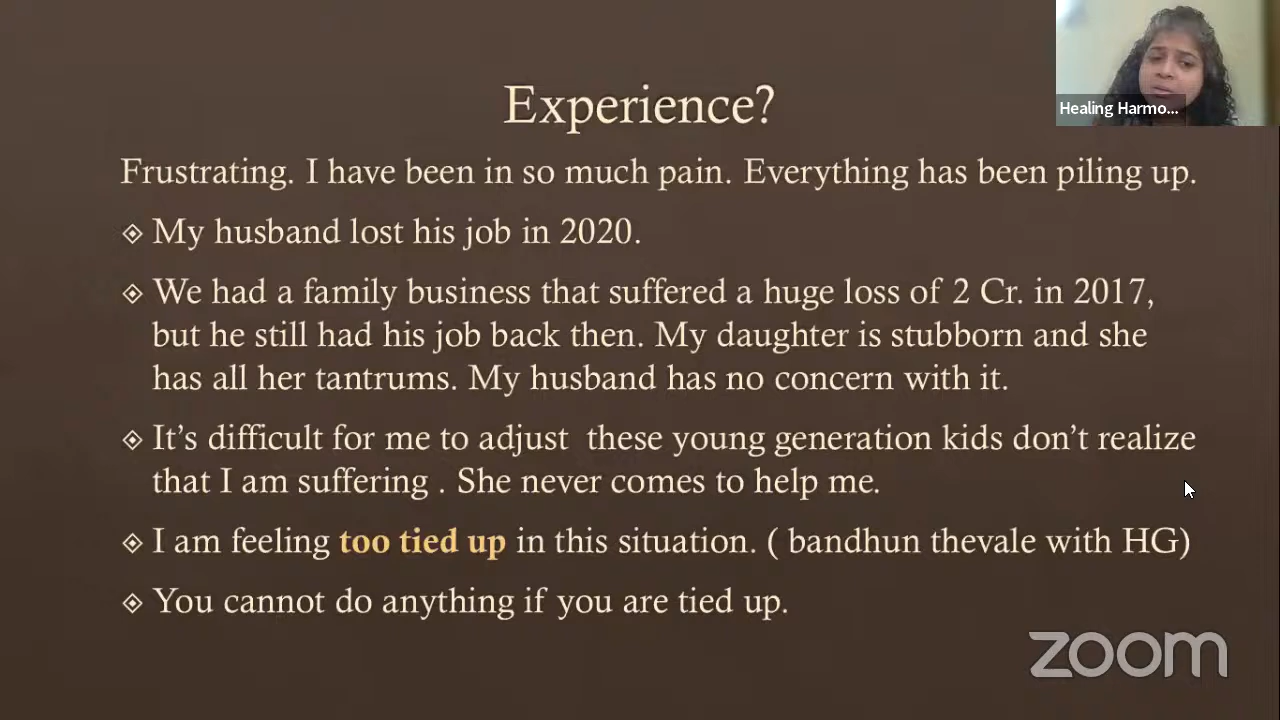 Healing Harmo...
Experience?
Frustrating. I have been in so much pain. Everything has been piling up.
My husband lost his job in 2020.
We had a family business that suffered a huge loss of 2 Cr. in 2017,
but he still had his job back then. My daughter is stubborn and she
has all her tantrums. My husband has no concern with it.
It’s difficult for me to adjust  these young generation kids don’t realize
that I am suffering . She never comes to help me.
I am feeling too tied up in this situation. ( bandhun thevale with HG)
You cannot do anything if you are tied up.
zoom